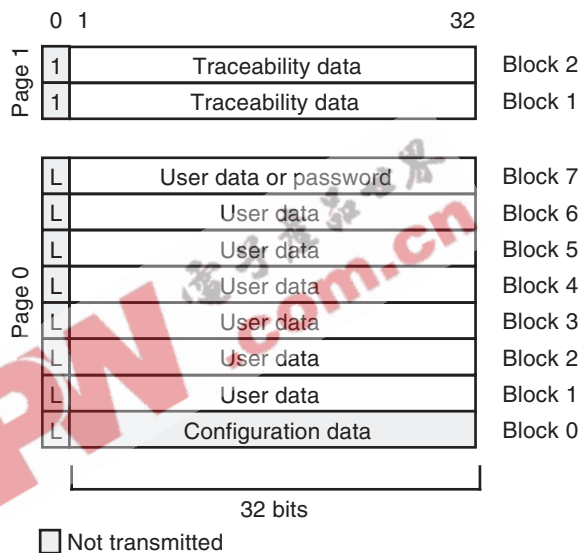 0 1 32
Page 1
1 Traceability data Block 2
1 Traceability data Block 1
Page 0
L User data or password Block 7
L User data Block 6
L User data Block 5
L User data Block 4
L User data Block 3
L User data Block 2
L User data Block 1
L Configuration data Block 0
32 bits
Not transmitted
PW
.com.cn